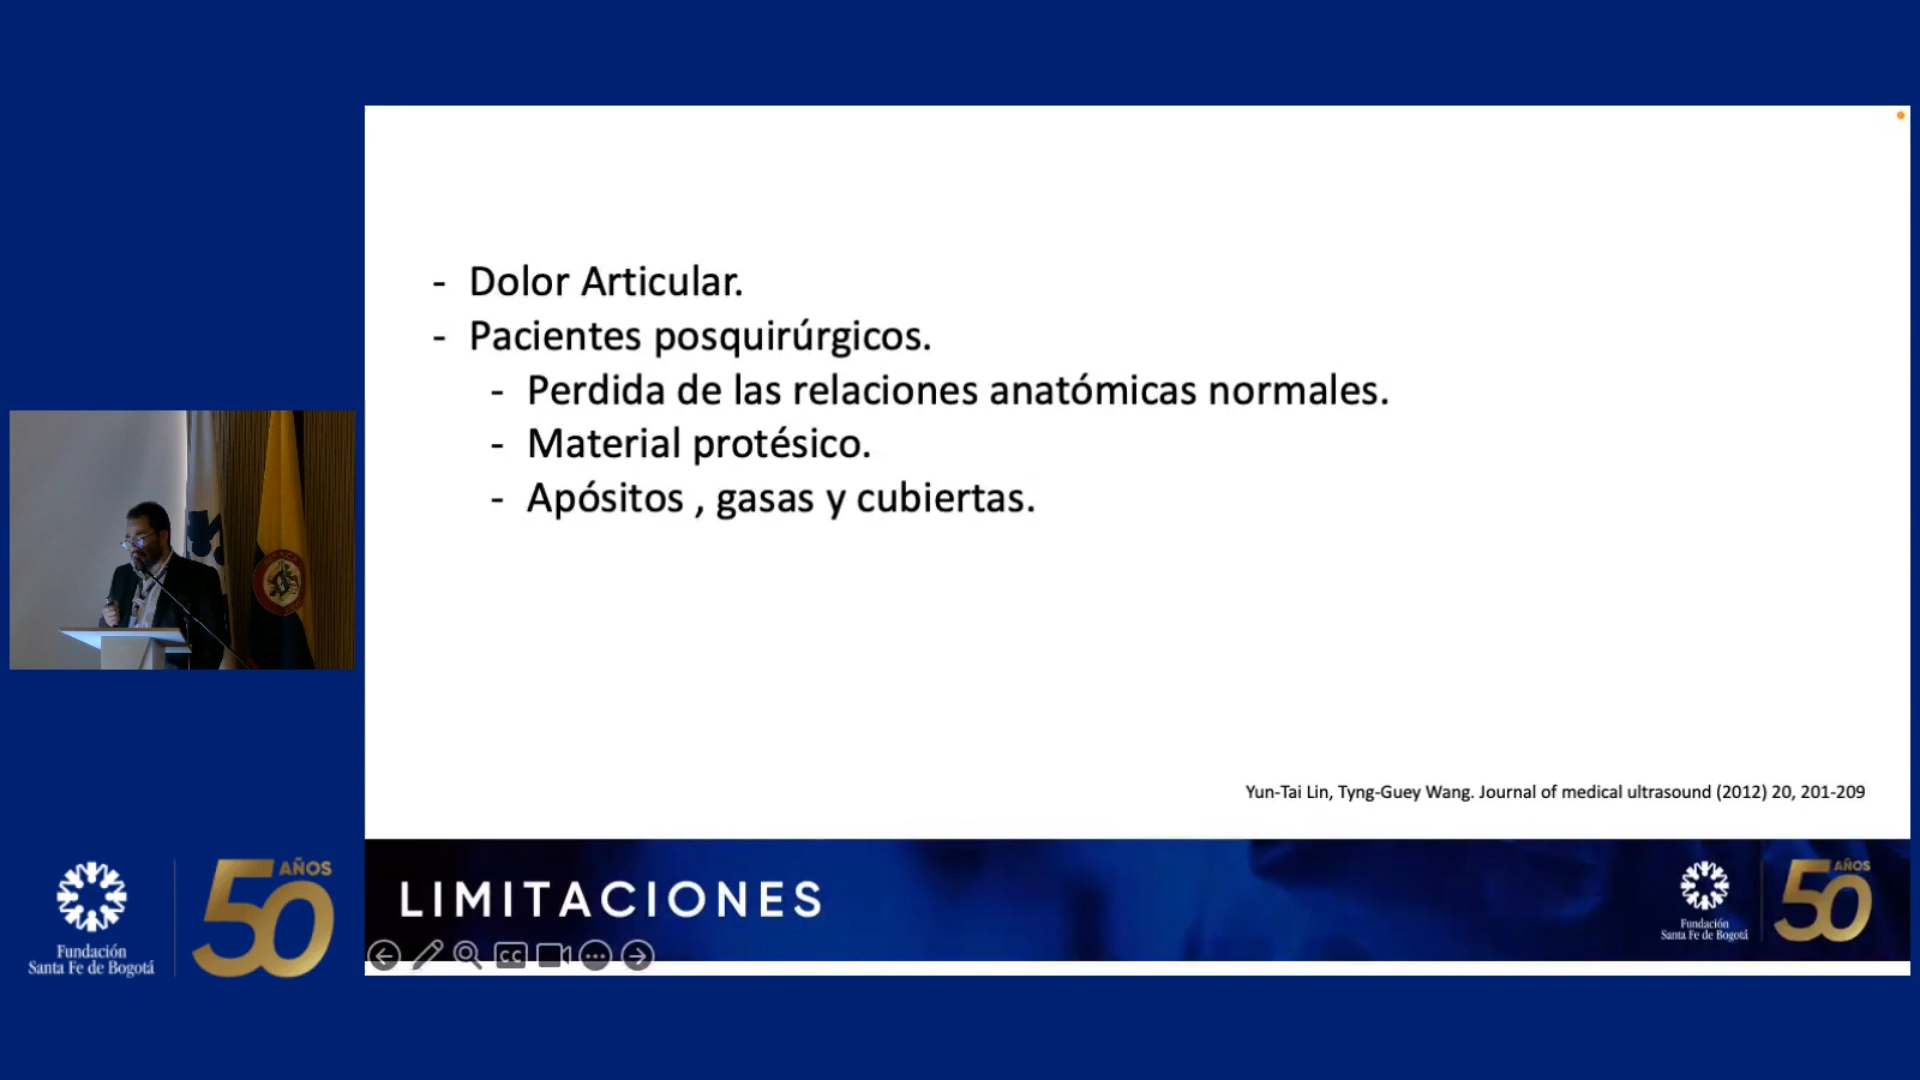 - Dolor Articular.
- Pacientes posquirúrgicos.
- Perdida de las relaciones anatómicas normales.
- Material protésico.
- Apósitos , gasas y cubiertas.
Yun-Tai Lin, Tyng-Guey Wang. Journal of medical ultrasound (2012) 20, 201-209
LIMITACIONES
CC
Fundación
Santa Fe de Bogotá
50 AÑOS
Fundación
Santa Fe de Bogotá
50 AÑOS